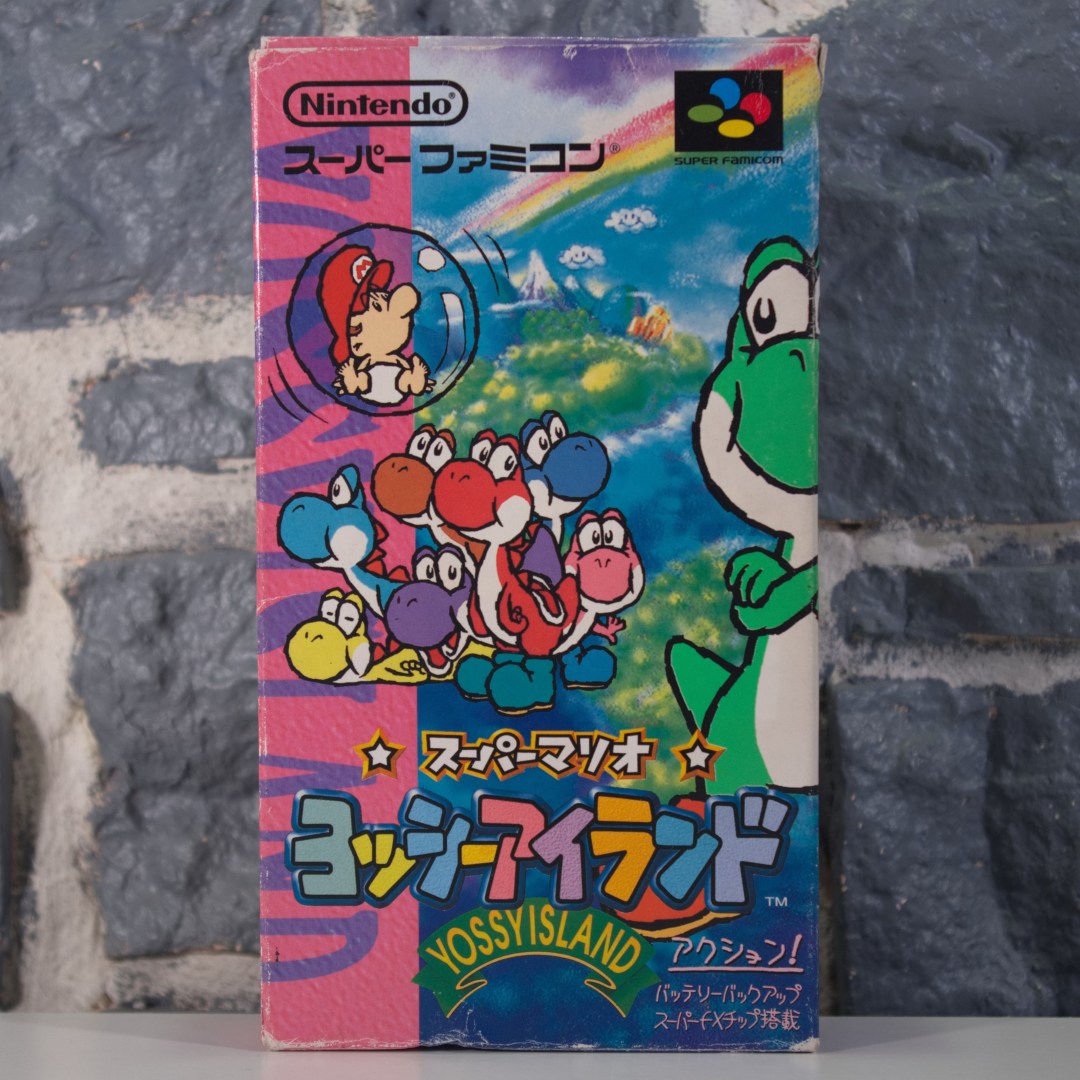 Nintendo®
スーパーファミコン®
SUPER FAMICOM
M
スーパーマリオ
ヨッシーアイランド
TM
YOSSY ISLAND
アクション!
バッテリーバックアップ
スーパーFXチップ搭載